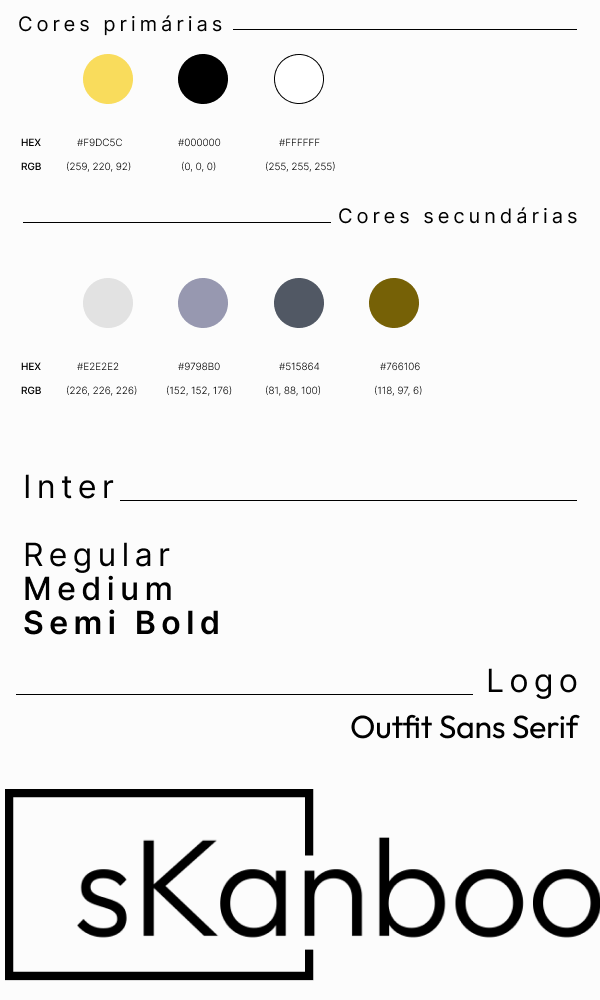 Cores primárias
HEX #F9DC5C #000000 #FFFFFF
RGB (259, 220, 92) (0, 0, 0) (255, 255, 255)
Cores secundárias
HEX #E2E2E2 #9798B0 #515864 #766106
RGB (226, 226, 226) (152, 152, 176) (81, 88, 100) (118, 97, 6)
Inter
Regular
Medium
Semi Bold
Logo
Outfit Sans Serif
sKanboo